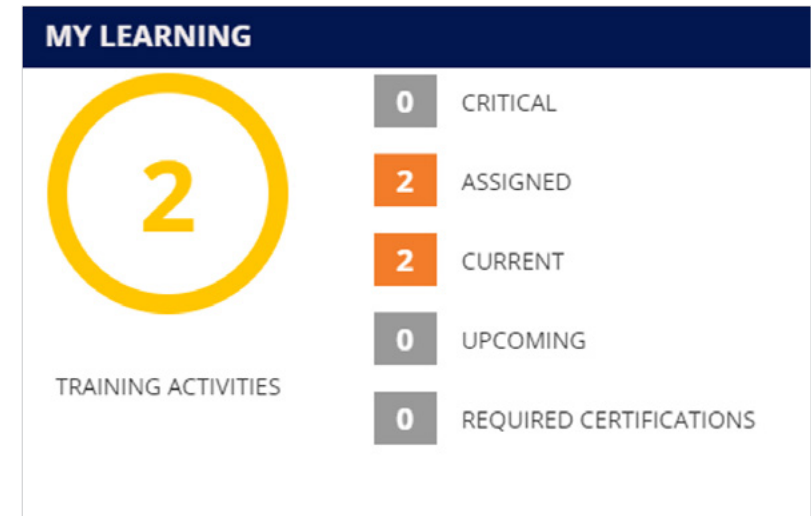 MY LEARNING
2
TRAINING ACTIVITIES
0 CRITICAL
2 ASSIGNED
2 CURRENT
0 UPCOMING
0 REQUIRED CERTIFICATIONS